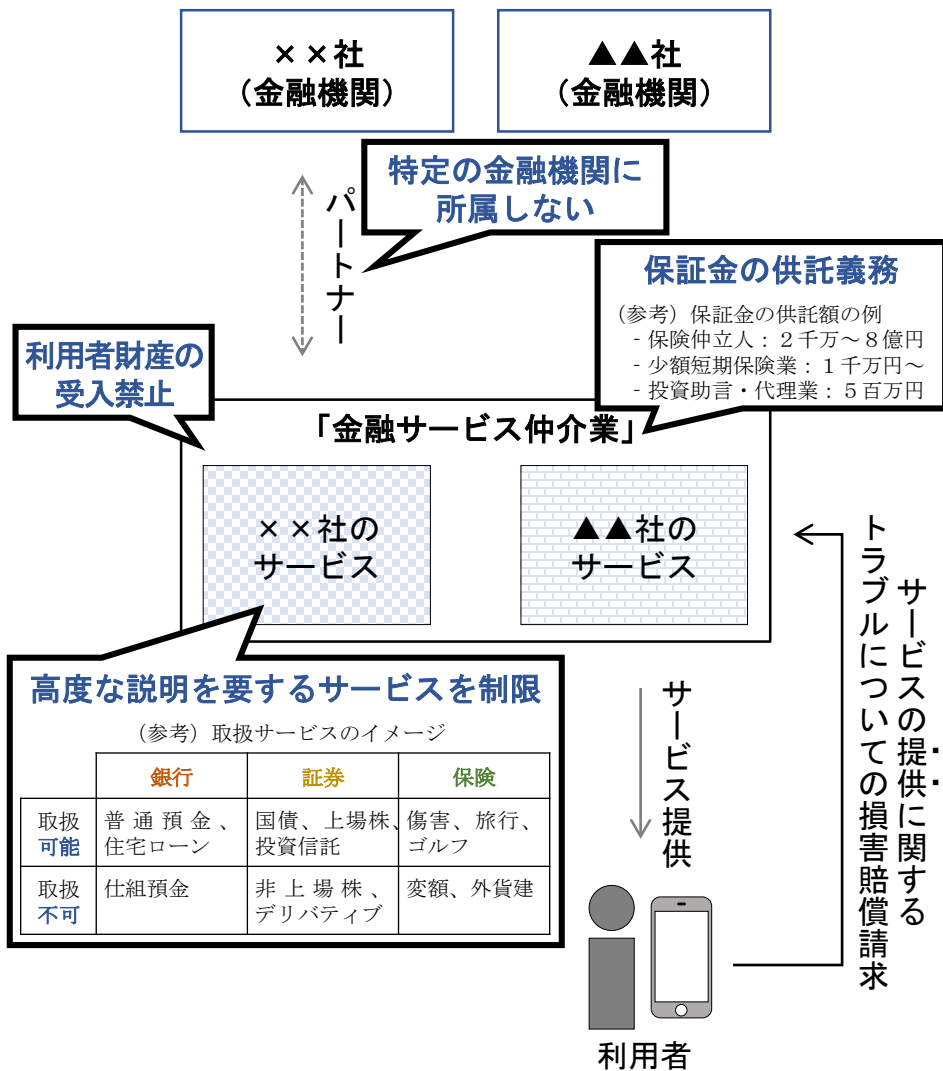 ××社
（金融機関）
▲▲社
（金融機関）
特定の金融機関に
所属しない
パートナー
保証金の供託義務
（参考）保証金の供託額の例
- 保険仲立人：２千万～８億円
- 少額短期保険業：１千万円～
- 投資助言・代理業：５百万円
利用者財産の
受入禁止
「金融サービス仲介業」
××社の
サービス
▲▲社の
サービス
高度な説明を要するサービスを制限
（参考）取扱サービスのイメージ
銀行
証券
保険
取扱
可能
普通預金、
住宅ローン
国債、上場株、
投資信託
傷害、旅行、
ゴルフ
取扱
不可
仕組預金
非上場株、
デリバティブ
変額、外貨建
サービス提供
サービスの提供に関する
トラブルについての損害賠償請求
利用者